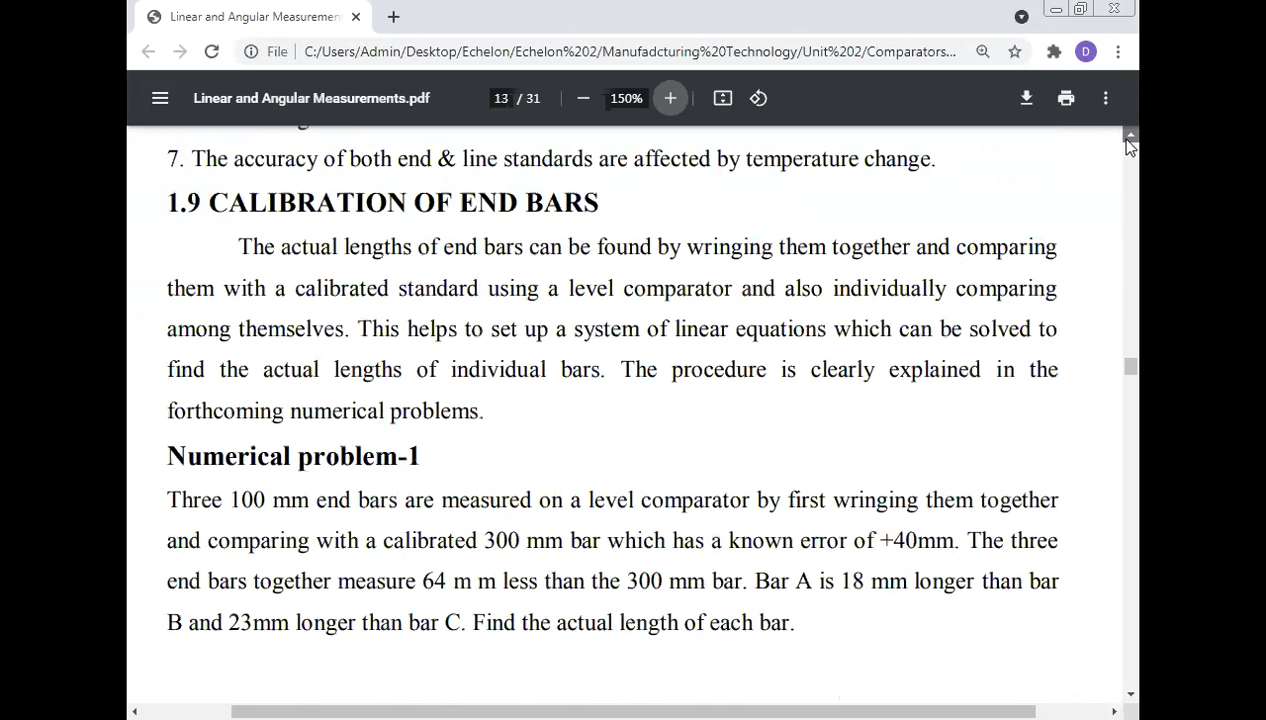 Linear and Angular Measuremen
File C:/Users/Admin/Desktop/Echelon/Echelon%202/Manufadcturing%20Technology/Unit%202/Comparators... D
Linear and Angular Measurements.pdf 13 / 31 150%
7. The accuracy of both end & line standards are affected by temperature change.
1.9 CALIBRATION OF END BARS
The actual lengths of end bars can be found by wringing them together and comparing
them with a calibrated standard using a level comparator and also individually comparing
among themselves. This helps to set up a system of linear equations which can be solved to
find the actual lengths of individual bars. The procedure is clearly explained in the
forthcoming numerical problems.
Numerical problem-1
Three 100 mm end bars are measured on a level comparator by first wringing them together
and comparing with a calibrated 300 mm bar which has a known error of +40mm. The three
end bars together measure 64 m m less than the 300 mm bar. Bar A is 18 mm longer than bar
B and 23mm longer than bar C. Find the actual length of each bar.